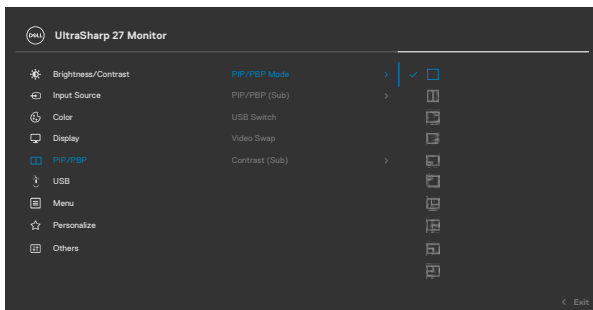 DELL
UltraSharp 27 Monitor
Brightness/Contrast
PIP/PBP Mode
Input Source
PIP/PBP (Sub)
Color
USB Switch
Display
Video Swap
PIP/PBP
Contrast (Sub)
USB
Menu
Personalize
Others
Exit